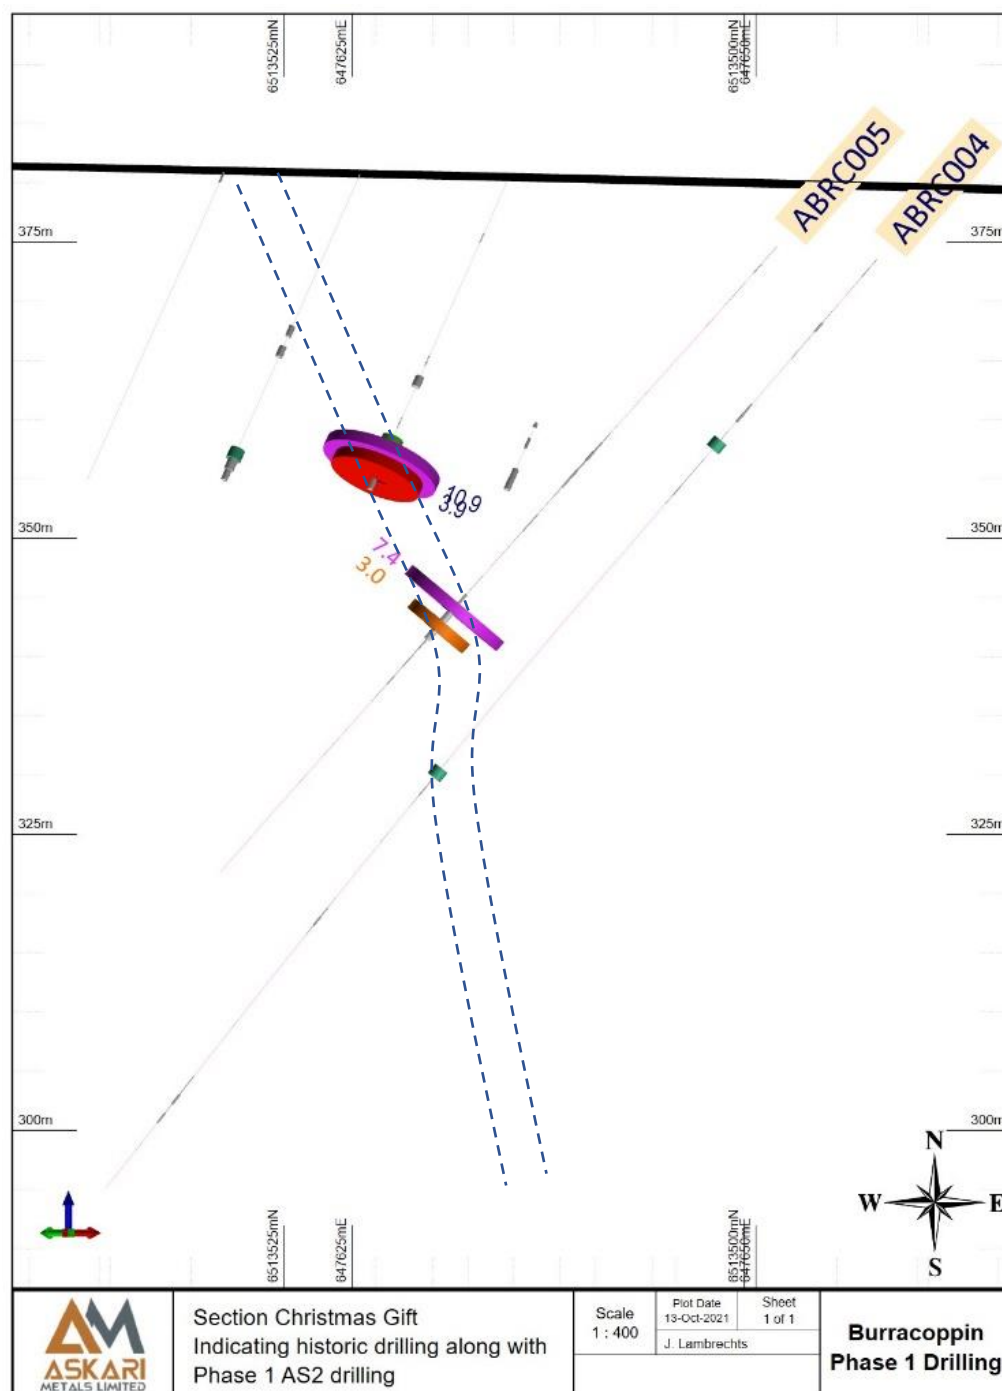 6513525mN
647625mE
6513500mN
647650mE
ABRC005
ABRC004
375m
375m
10.9
3.9
350m
350m
7.4
3.0
325m
325m
300m
300m
N
W
E
S
6513525mN
647625mE
6513500mN
647650mE
AM
ASKARI
METALS LIMITED
Section Christmas Gift
Indicating historic drilling along with
Phase 1 AS2 drilling
Scale
1 : 400
Plot Date
13-Oct-2021
Sheet
1 of 1
J. Lambrechts
Burracoppin
Phase 1 Drilling